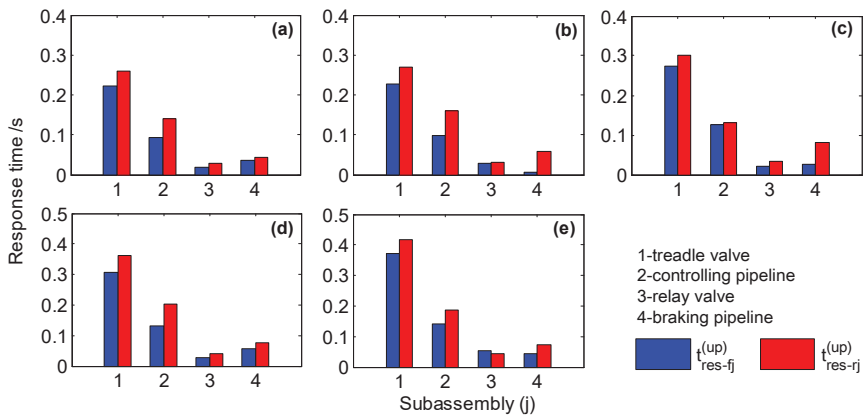 (a)
0.4
0.3
0.2
0.1
0
1 2 3 4
(b)
0.4
0.3
0.2
0.1
0
1 2 3 4
(c)
0.4
0.3
0.2
0.1
0
1 2 3 4
(d)
0.5
0.4
0.3
0.2
0.1
0
1 2 3 4
(e)
0.5
0.4
0.3
0.2
0.1
0
1 2 3 4
Response time /s
Subassembly (j)
1-treadle valve
2-controlling pipeline
3-relay valve
4-braking pipeline
t(up)res-fj
t(up)res-rj